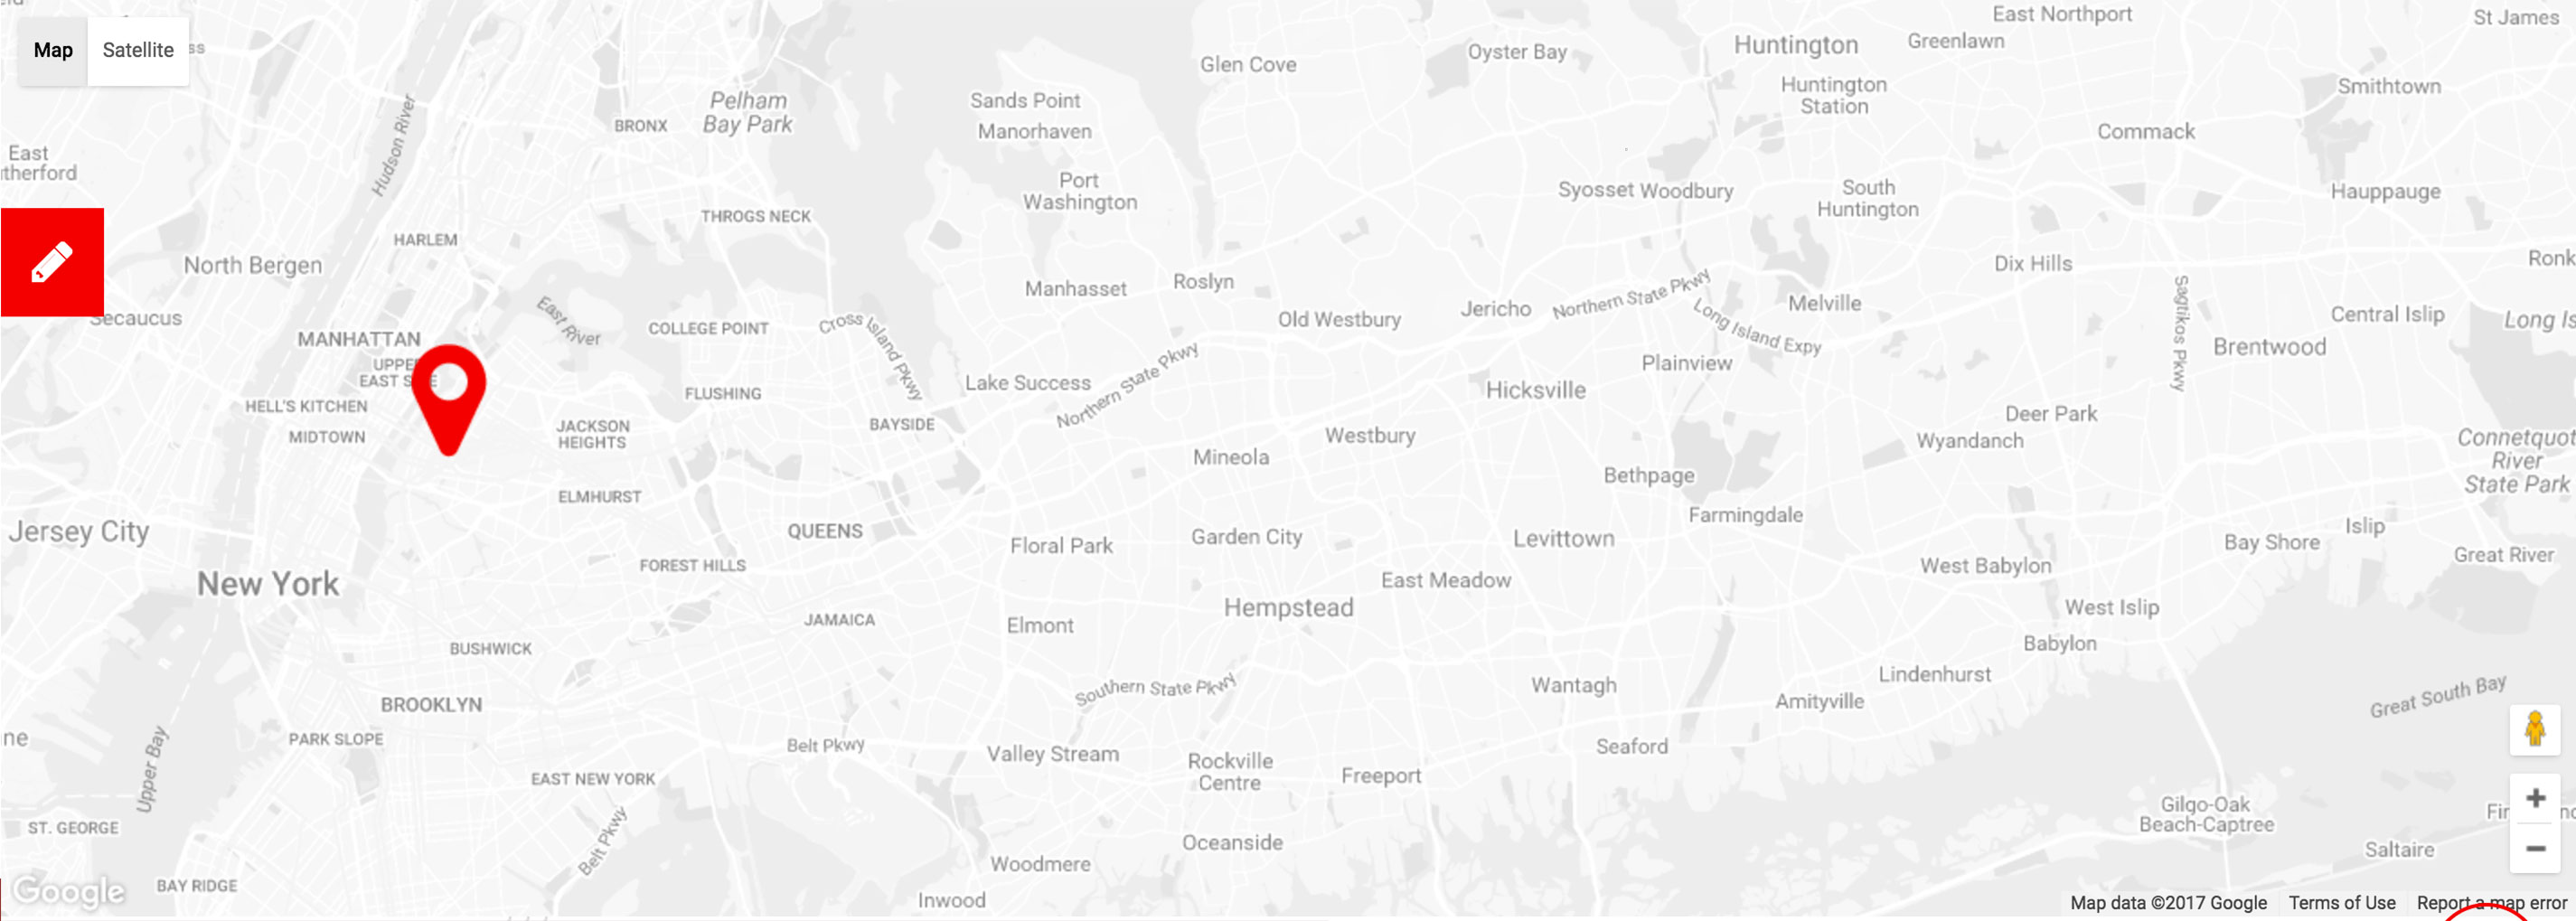 East Northport
St James
Map
Satellite
Huntington
Greenlawn
Oyster Bay
Glen Cove
Huntington
Station
Smithtown
Pelham
Bay Park
Sands Point
BRONX
Manorhaven
Commack
Hudson River
East
therford
Port
Washington
Syosset
Woodbury
South
Huntington
Hauppauge
THROGS NECK
HARLEM
North Bergen
Dix Hills
Ronk
Manhasset
Roslyn
Northern State Pkwy
Melville
Secaucus
East River
COLLEGE POINT
Cross Island Pkwy
Old Westbury
Jericho
Long Island Expy
Sagtikos Pkwy
Central Islip
Long Is
MANHATTAN
Brentwood
UPPER
EAST S E
Plainview
Lake Success
Northern State Pkwy
FLUSHING
Hicksville
HELL'S KITCHEN
Deer Park
MIDTOWN
JACKSON
HEIGHTS
BAYSIDE
Westbury
Wyandanch
Connetquot
River
State Park
Mineola
Bethpage
ELMHURST
Farmingdale
Jersey City
QUEENS
Floral Park
Garden City
Levittown
Bay Shore
Islip
Great River
FOREST HILLS
West Babylon
New York
East Meadow
Hempstead
West Islip
JAMAICA
Elmont
BUSHWICK
Babylon
Lindenhurst
Southern State Pkwy
Wantagh
Amityville
Great South Bay
BROOKLYN
ne
PARK SLOPE
Belt Pkwy
Valley Stream
Seaford
Upper Bay
EAST NEW YORK
Rockville
Centre
Freeport
Gilgo-Oak
Beach-Captree
Fir
ST. GEORGE
Belt Pkwy
Oceanside
Saltaire
Woodmere
BAY RIDGE
Google
Inwood
Map data ©2017 Google
Terms of Use
Report a map error